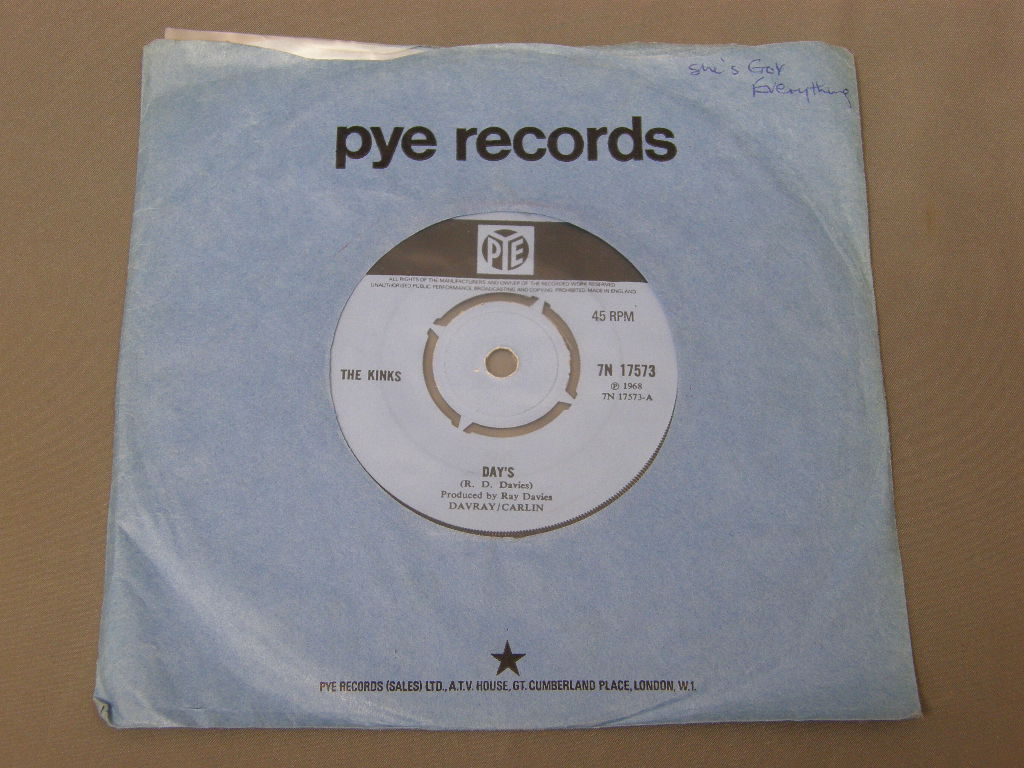 She's Got
Everything
pye records
PYE
ALL RIGHTS OF THE MANUFACTURERS AND OWNER OF THE RECORDED WORK RESERVED
UNAUTHORISED PUBLIC PERFORMANCE BROADCASTING AND COPYING PROHIBITED MADE IN ENGLAND
45 RPM
THE KINKS
7N 17573
Ⓟ 1968
7N 17573-A
DAY'S
(R. D. Davies)
Produced by Ray Davies
DAVRAY/CARLIN
PYE RECORDS (SALES) LTD., A.T.V. HOUSE, GT. CUMBERLAND PLACE, LONDON, W.1.